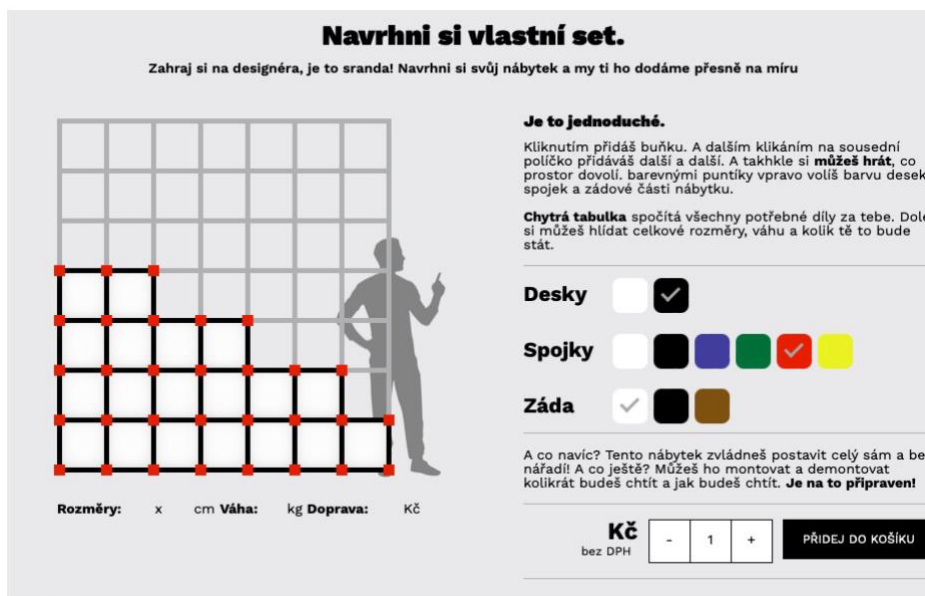 Navrhni si vlastní set.
Zahraj si na designéra, je to sranda! Navrhni si svůj nábytek a my ti ho dodáme přesně na míru
Je to jednoduché.
Kliknutím přidáš buňku. A dalším klikáním na sousední
políčko přidáváš další a další. A takhkle si můžeš hrát, co
prostor dovolí. barevnými puntíky vpravo volíš barvu desek
spojek a zádové části nábytku.
Chytrá tabulka spočítá všechny potřebné díly za tebe. Dole
si můžeš hlídat celkové rozměry, váhu a kolik tě to bude
stát.
Desky
Spojky
Záda
A co navíc? Tento nábytek zvládneš postavit celý sám a be
nářadí! A co ještě? Můžeš ho montovat a demontovat
kolikrát budeš chtít a jak budeš chtít. Je na to připraven!
Rozměry: x cm Váha: kg Doprava: Kč
Kč
bez DPH
- 1 +
PŘIDEJ DO KOŠÍKU